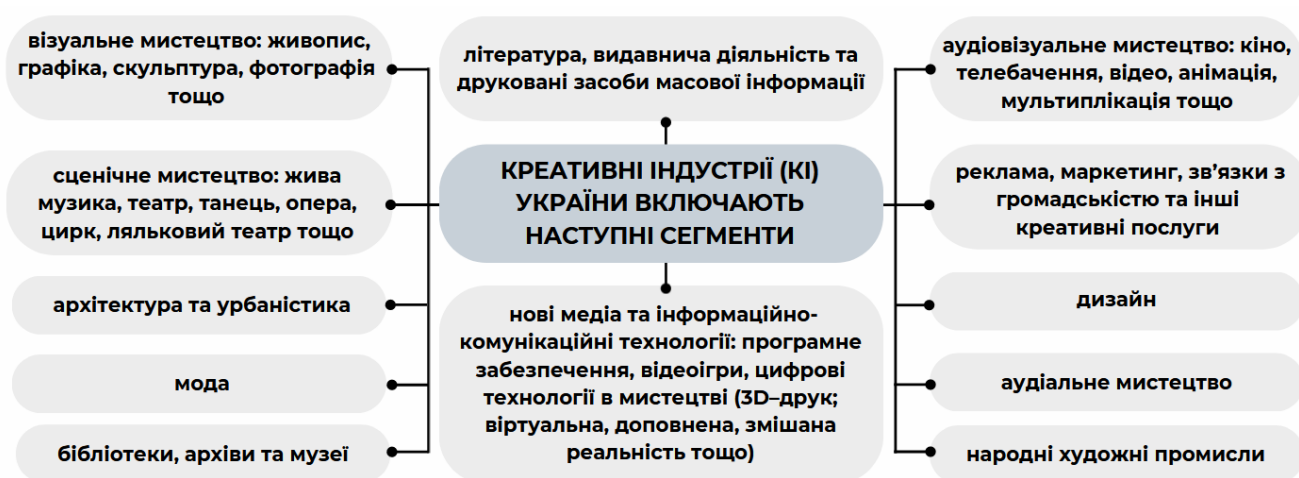 візуальне мистецтво: живопис,
графіка, скульптура, фотографія
тощо
сценічне мистецтво: жива
музика, театр, танець, опера,
цирк, ляльковий театр тощо
архітектура та урбаністика
мода
бібліотеки, архіви та музеї
література, видавнича діяльність та
друковані засоби масової інформації
КРЕАТИВНІ ІНДУСТРІЇ (КІ)
УКРАЇНИ ВКЛЮЧАЮТЬ
НАСТУПНІ СЕГМЕНТИ
нові медіа та інформаційно-
комунікаційні технології: програмне
забезпечення, відеоігри, цифрові
технології в мистецтві (3D–друк;
віртуальна, доповнена, змішана
реальність тощо)
аудіовізуальне мистецтво: кіно,
телебачення, відео, анімація,
мультиплікація тощо
реклама, маркетинг, зв’язки з
громадськістю та інші
креативні послуги
дизайн
аудіальне мистецтво
народні художні промисли